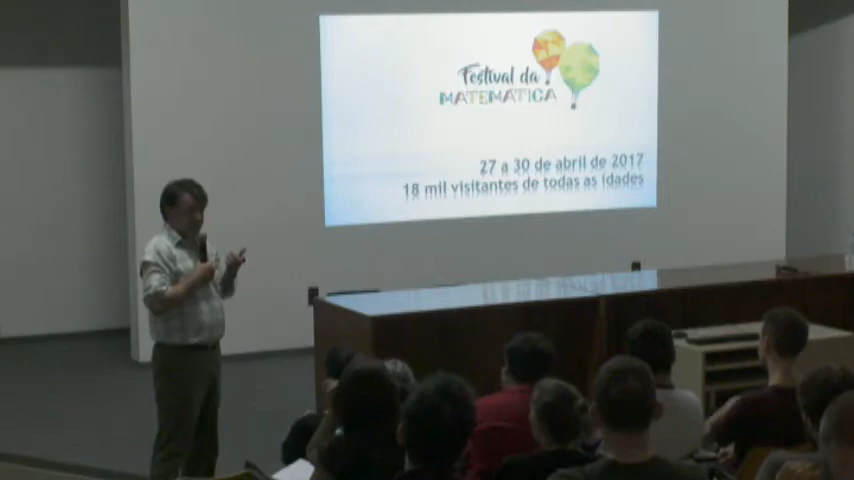 Festival da
MATEMÁTICA
27 a 30 de abril de 2017
18 mil visitantes de todas as idades